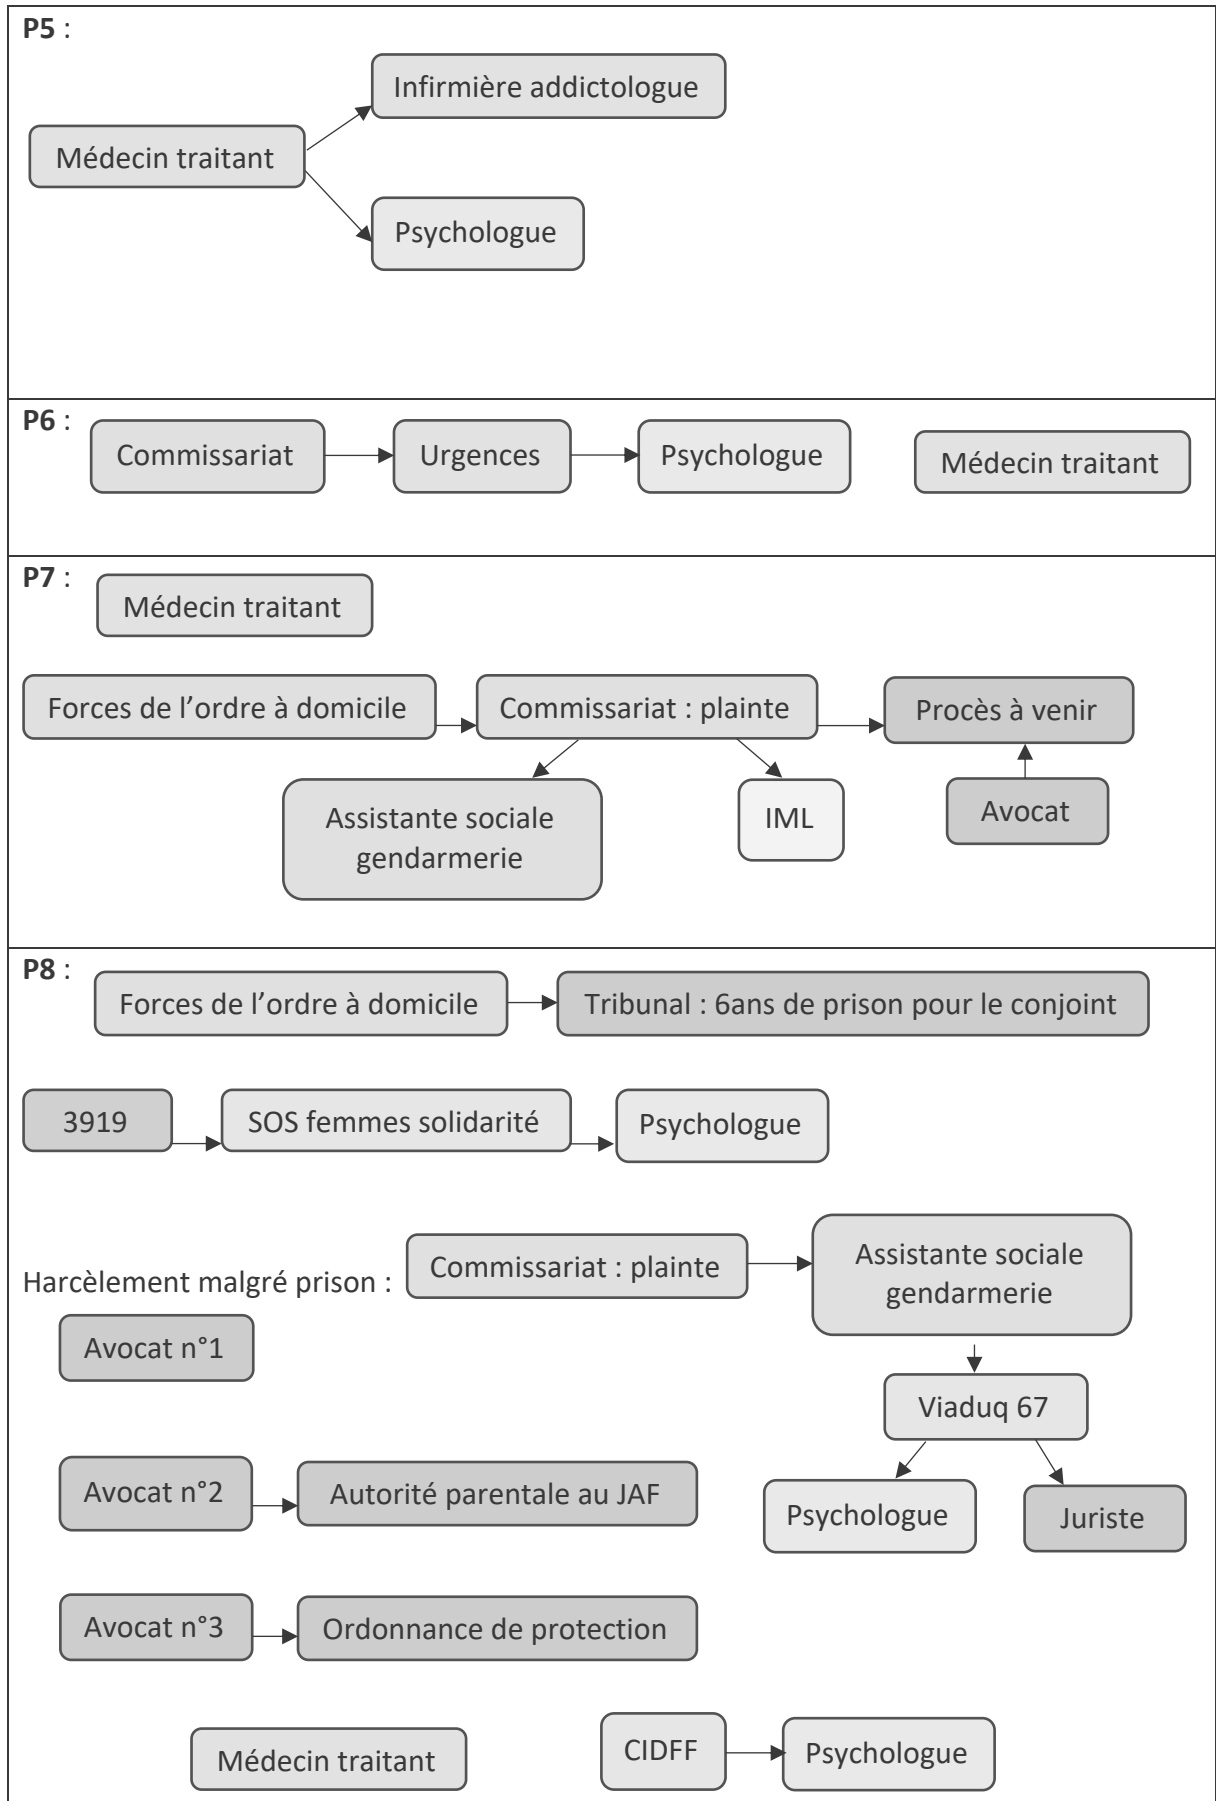 P5 :
Infirmière addictologue
Médecin traitant
Psychologue
P6 :
Commissariat
Urgences
Psychologue
Médecin traitant
P7 :
Médecin traitant
Forces de l’ordre à domicile
Commissariat : plainte
Procès à venir
Assistante sociale
gendarmerie
IML
Avocat
P8 :
Forces de l’ordre à domicile
Tribunal : 6ans de prison pour le conjoint
3919
SOS femmes solidarité
Psychologue
Harcèlement malgré prison :
Commissariat : plainte
Assistante sociale
gendarmerie
Avocat n°1
Viaduq 67
Avocat n°2
Autorité parentale au JAF
Psychologue
Juriste
Avocat n°3
Ordonnance de protection
Médecin traitant
CIDFF
Psychologue